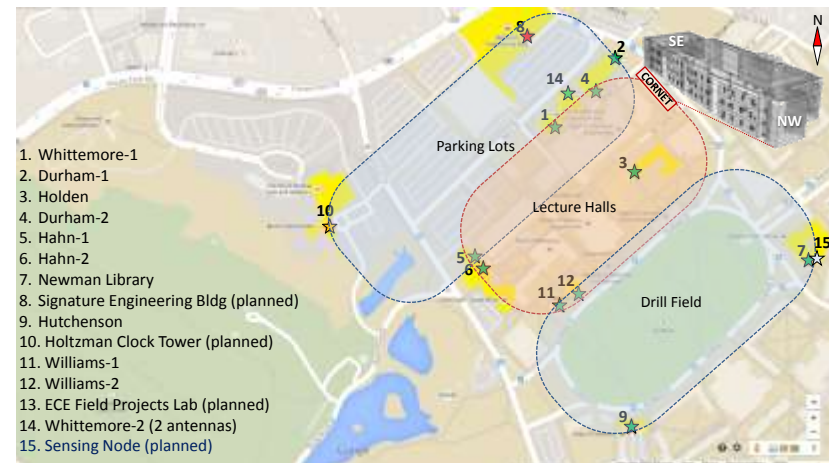 8
2
N
SE
14
4
CORNET
NW
1
Parking Lots
1. Whittemore-1
2. Durham-1
3
3. Holden
4. Durham-2
10
Lecture Halls
5. Hahn-1
6. Hahn-2
5
15
7. Newman Library
6
7
8. Signature Engineering Bldg (planned)
12
9. Hutchenson
11
Drill Field
10. Holtzman Clock Tower (planned)
11. Williams-1
12. Williams-2
13. ECE Field Projects Lab (planned)
14. Whittemore-2 (2 antennas)
9
15. Sensing Node (planned)